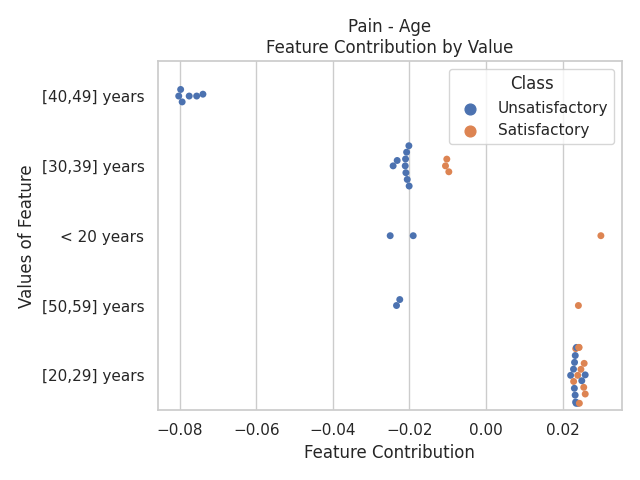 Pain - Age
Feature Contribution by Value
Class
Unsatisfactory
Satisfactory
Values of Feature
[40,49] years
[30,39] years
< 20 years
[50,59] years
[20,29] years
−0.08 −0.06 −0.04 −0.02 0.00 0.02
Feature Contribution